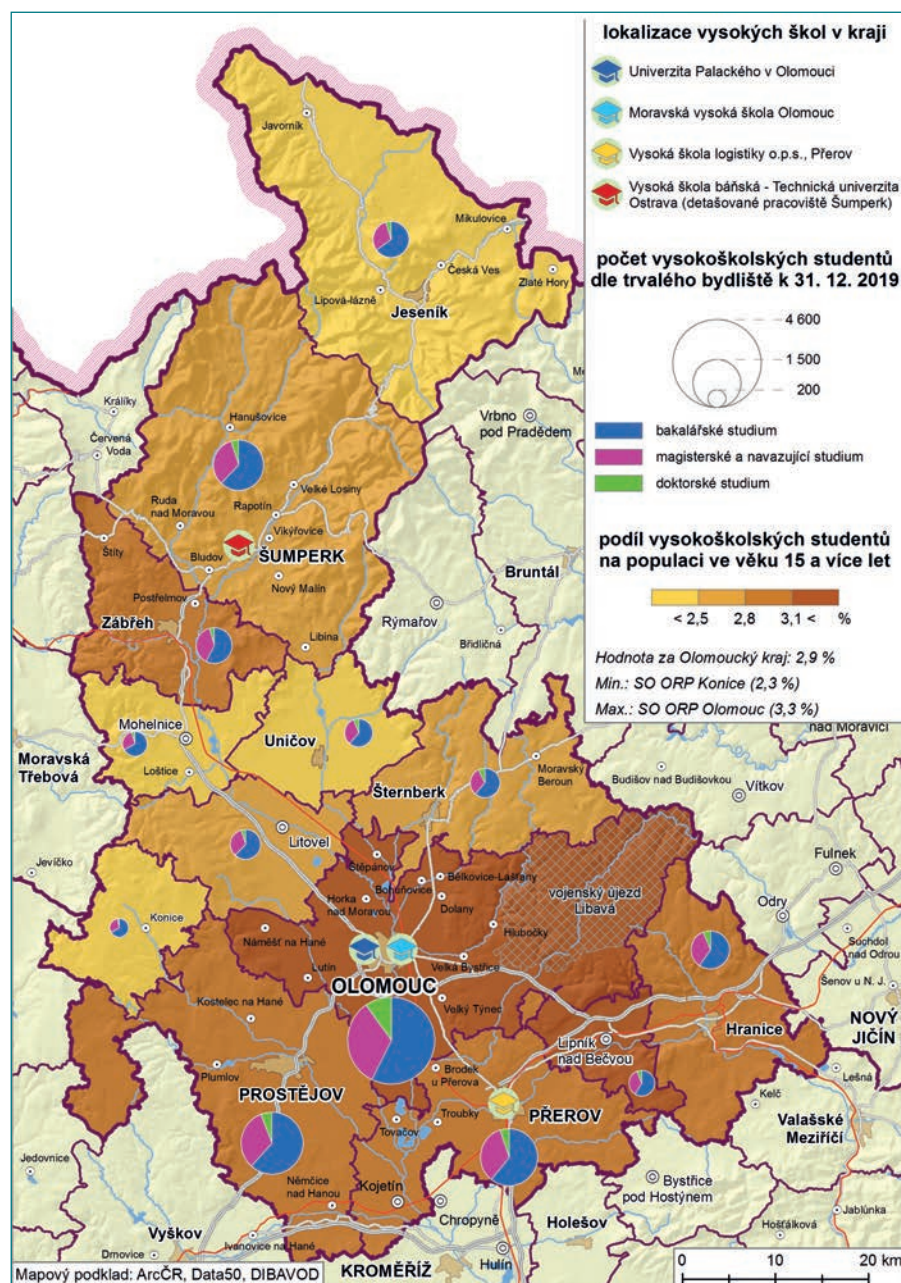 lokalizace vysokých škol v kraji
Univerzita Palackého v Olomouci
Moravská vysoká škola Olomouc
Vysoká škola logistiky o.p.s., Přerov
Vysoká škola báňská - Technická univerzita
Ostrava (detašované pracoviště Šumperk)
počet vysokoškolských studentů
dle trvalého bydliště k 31. 12. 2019
4 600
1 500
200
bakalářské studium
magisterské a navazující studium
doktorské studium
podíl vysokoškolských studentů
na populaci ve věku 15 a více let
< 2,5 2,8 3,1 < %
Hodnota za Olomoucký kraj: 2,9 %
Min.: SO ORP Konice (2,3 %)
Max.: SO ORP Olomouc (3,3 %)
Javorník
Mikulovice
Česká Ves
Zlaté Hory
Lipová-lázně
Jeseník
Králíky
Hanušovice
Vrbno
pod Pradědem
Červená
Voda
Velké Losiny
Ruda
nad Moravou
Rapotín
Vikýřovice
Štíty
Bludov
ŠUMPERK
Bruntál
Nový Malín
Postřelmov
Rýmařov
Zábřeh
Břidličná
Libina
Mohelnice
Uničov
nad Moravicí
Moravská
Třebová
Loštice
Šternberk
Moravský
Beroun
Budišov nad Budišovkou
Vítkov
Litovel
Jevíčko
Štěpánov
Fulnek
Bohuňovice
Bělkovice-Lašťany
vojenský újezd
Libavá
Horka
nad Moravou
Dolany
Odry
Konice
Náměšť na Hané
Hlubočky
Suchdol
nad Odrou
Lutín
Velká Bystřice
OLOMOUC
Šenov u N. J.
Kostelec na Hané
Velký Týnec
Hranice
NOVÝ
JIČÍN
Lipník
nad Bečvou
Plumlov
Brodek
u Přerova
Lešná
PROSTĚJOV
PŘEROV
Kelč
Troubky
Valašské
Meziříčí
Tovačov
Jedovnice
Němčice
nad Hanou
Kojetín
Bystřice
pod Hostýnem
Chropyně
Holešov
Jablůnka
Vyškov
Hošťálková
Drnovice
Ivanovice na Hané
Hulín
KROMĚŘÍŽ
0 10 20 km
Mapový podklad: ArcČR, Data50, DIBAVOD